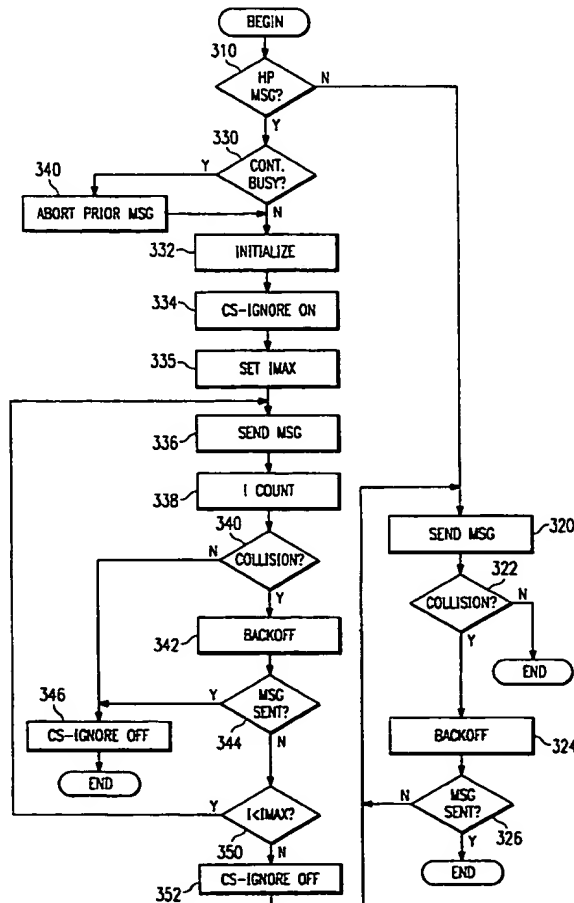 BEGIN
310
HP
MSG?
N
Y
330
CONT.
BUSY?
Y
N
340
ABORT PRIOR MSG
332
INITIALIZE
334
CS-IGNORE ON
335
SET IMAX
336
SEND MSG
338
I COUNT
340
COLLISION?
N
Y
342
BACKOFF
344
MSG
SENT?
Y
N
346
CS-IGNORE OFF
END
I<IMAX?
350
Y
N
352
CS-IGNORE OFF
SEND MSG
320
322
COLLISION?
N
Y
END
BACKOFF
324
MSG
SENT?
326
N
Y
END